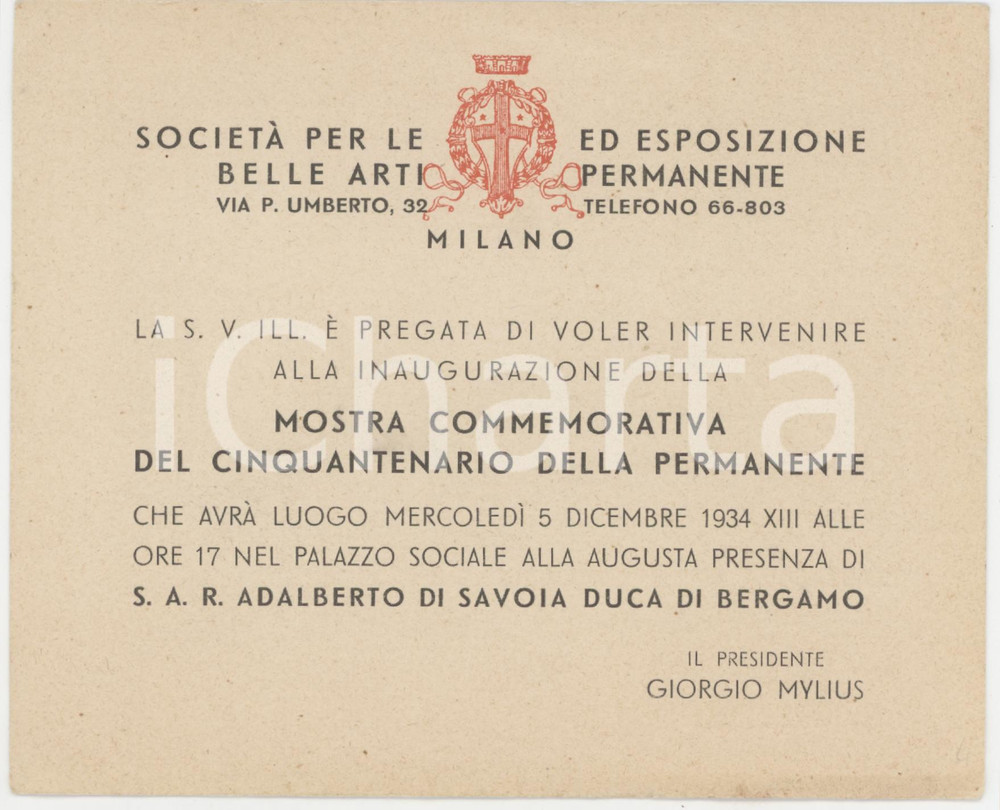 SOCIETÀ PER LE ED ESPOSIZIONE
BELLE ARTI PERMANENTE
VIA P. UMBERTO, 32 TELEFONO 66-803
MILANO
LA S. V. ILL. È PREGATA DI VOLER INTERVENIRE
ALLA INAUGURAZIONE DELLA
MOSTRA COMMEMORATIVA
DEL CINQUANTENARIO DELLA PERMANENTE
CHE AVRÀ LUOGO MERCOLEDÌ 5 DICEMBRE 1934 XIII ALLE
ORE 17 NEL PALAZZO SOCIALE ALLA AUGUSTA PRESENZA DI
S. A. R. ADALBERTO DI SAVOIA DUCA DI BERGAMO
IL PRESIDENTE
GIORGIO MYLIUS
iCharta